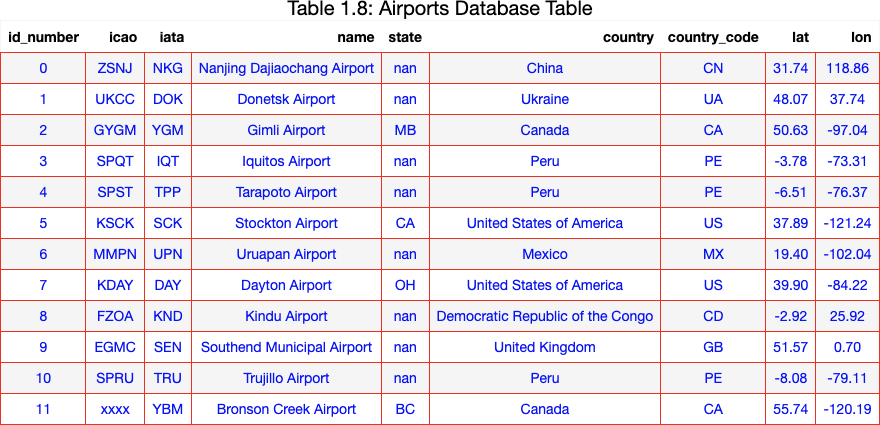 Table 1.8: Airports Database Table
id_number icao iata name state country country_code lat lon
0 ZSNJ NKG Nanjing Dajiaochang Airport nan China CN 31.74 118.86
1 UKCC DOK Donetsk Airport nan Ukraine UA 48.07 37.74
2 GYGM YGM Gimli Airport MB Canada CA 50.63 -97.04
3 SPQT IQT Iquitos Airport nan Peru PE -3.78 -73.31
4 SPST TPP Tarapoto Airport nan Peru PE -6.51 -76.37
5 KSCK SCK Stockton Airport CA United States of America US 37.89 -121.24
6 MMPN UPN Uruapan Airport nan Mexico MX 19.40 -102.04
7 KDAY DAY Dayton Airport OH United States of America US 39.90 -84.22
8 FZOA KND Kindu Airport nan Democratic Republic of the Congo CD -2.92 25.92
9 EGMC SEN Southend Municipal Airport nan United Kingdom GB 51.57 0.70
10 SPRU TRU Trujillo Airport nan Peru PE -8.08 -79.11
11 xxxx YBM Bronson Creek Airport BC Canada CA 55.74 -120.19